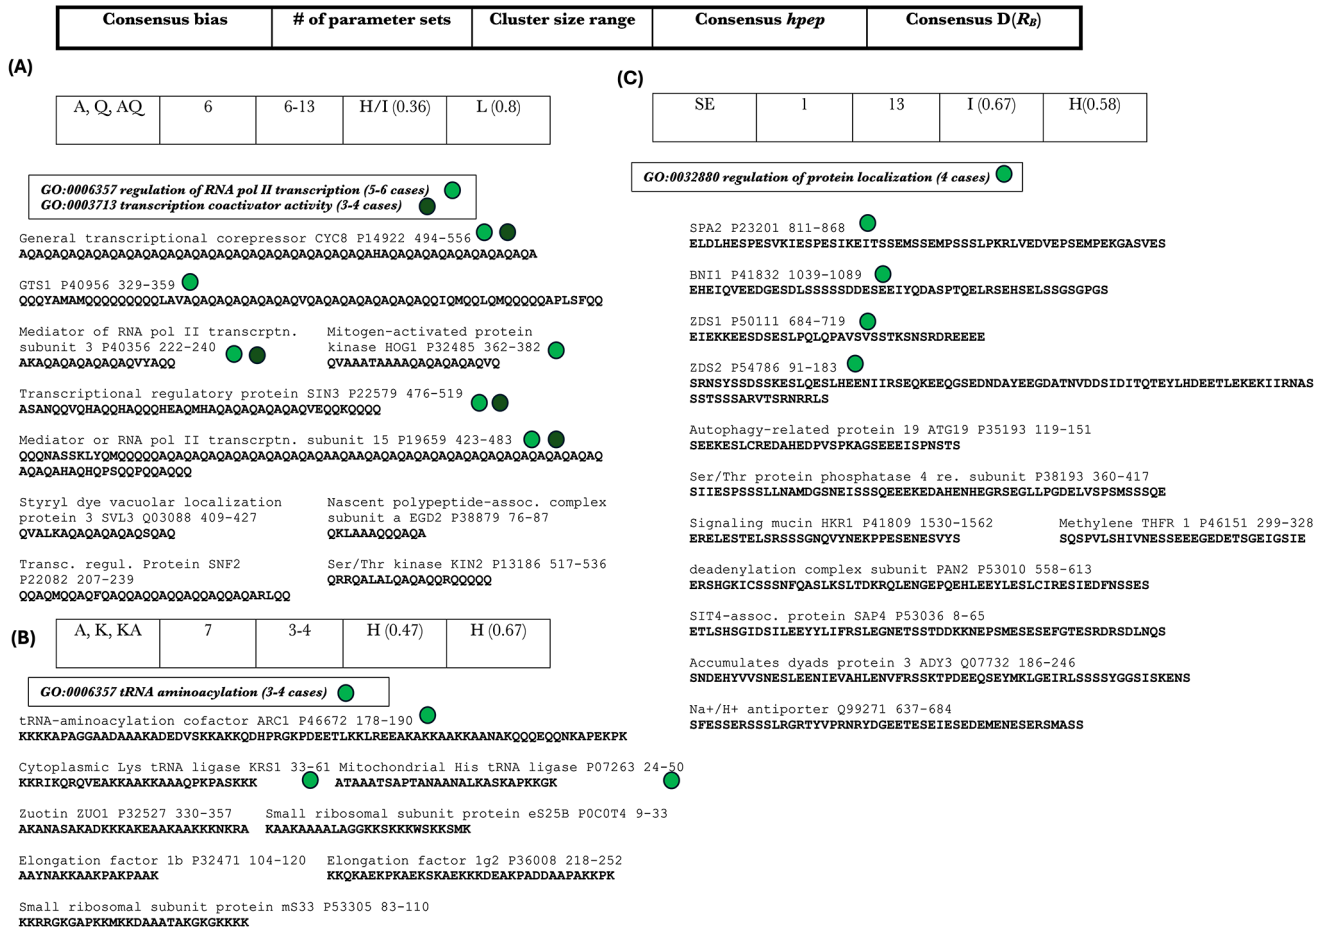 Consensus bias	# of parameter sets	Cluster size range	Consensus hpep	Consensus D(RB)
(A)
A, Q, AQ	6	6-13	H/I (0.36)	L (0.8)
GO:0006357 regulation of RNA pol II transcription (5-6 cases)
GO:0003713 transcription coactivator activity (3-4 cases)
General transcriptional corepressor CYC8 P14922 494-556
AQAQAQAQAQAQAQAQAQAQAQAQAQAQAQAQAQAQAQAQAHAQAQAQAQAQAQAQAQAQAQA
GTS1 P40956 329-359
QQQYAMAMQQQQQQQQQLAVAQAQAQAQAQAQAQVQAQAQAQAQAQAQAQQIQMQQLQMQQQQQAPLSFQQ
Mediator of RNA pol II transcrptn.
subunit 3 P40356 222-240
AKAQAQAQAQAQAQVYAQQ
Mitogen-activated protein
kinase HOG1 P32485 362-382
QVAAATAAAAQAQAQAQAQVQ
Transcriptional regulatory protein SIN3 P22579 476-519
ASANQQVQHAQQHAQQQHEAQMHAQAQAQAQAQAQVEQQKQQQQ
Mediator or RNA pol II transcrptn. subunit 15 P19659 423-483
QQQNASSKLYQMQQQQQAQAQAQAQAQAQAQAQAQAQAQAAQAAQAQAQAQAQAQAQAQAQAQAQAQAQAQAQ
AQAQAHAQHQPSQQPQQAQQQ
Styryl dye vacuolar localization
protein 3 SVL3 Q03088 409-427
QVALKAQAQAQAQAQSQAQ
Nascent polypeptide-assoc. complex
subunit a EGD2 P38879 76-87
QKLAAAQQQAQA
Transc. regul. Protein SNF2
P22082 207-239
QQAQMQQAQFQAQQAQQAQQAQQAQQAQARLQQ
Ser/Thr kinase KIN2 P13186 517-536
QRRQALALQAQAQQRQQQQQ
(B)
A, K, KA	7	3-4	H (0.47)	H (0.67)
GO:0006357 tRNA aminoacylation (3-4 cases)
tRNA-aminoacylation cofactor ARC1 P46672 178-190
KKKKAPAGGAADAAAKADEDVSKKAKKQDHPRGKPDEETLKKLREEAKAKKAAKKAANAKQQQEQQNKAPEKPK
Cytoplasmic Lys tRNA ligase KRS1 33-61
KKRIKQRQVEAKKAAKKAAAQPKPASKKK
Mitochondrial His tRNA ligase P07263 24-50
ATAAATSAPTANAANALKASKAPKKGK
Zuotin ZUO1 P32527 330-357
AKANASAKADKKKAKEAAKAAKKKNKRA
Small ribosomal subunit protein eS25B P0C0T4 9-33
KAAKAAAALAGGKKSKKKWSKKSMK
Elongation factor 1b P32471 104-120
AAYNAKKAAKPAKPAAK
Elongation factor 1g2 P36008 218-252
KKQKAEKPKAEKSKAEKKKDEAKPADDAAPAKKPK
Small ribosomal subunit protein mS33 P53305 83-110
KKRRGKGAPKKMKKDAAATAKGKGKKKK
(C)
SE	1	13	I (0.67)	H(0.58)
GO:0032880 regulation of protein localization (4 cases)
SPA2 P23201 811-868
ELDLHESPESVKIESPESIKEITSSEMSSEMPSSSLPKRLVEDVEPSEMPEKGASVES
BNI1 P41832 1039-1089
EHEIQVEEDGESDLSSSSSDDESEEIYQDASPTQELRSEHSELSSGSGPGS
ZDS1 P50111 684-719
EIEKKEESDSESLPQLQPAVSVSSTKSNSRDREEEE
ZDS2 P54786 91-183
SRNSYSSDSSKESLQESLHEENIIRSEQKEEQGSEDNDAYEEGDATNVDDSIDITQTEYLHDEETLEKEKIIRNAS
SSTSSSARVTSRNRRLS
Autophagy-related protein 19 ATG19 P35193 119-151
SEEKESLCREDAHEDPVSPKAGSEEEISPNSTS
Ser/Thr protein phosphatase 4 re. subunit P38193 360-417
SIIESPSSSLLNAMDGSNEISSSQEEEKEDAHENHEGRSEGLLPGDELVSPSMSSSQE
Signaling mucin HKR1 P41809 1530-1562
ERELESTELSRSSSGNQVYNEKPPESENESVYS
Methylene THFR 1 P46151 299-328
SQSPVLSHIVNESSEEEGEDETSGEIGSIE
deadenylation complex subunit PAN2 P53010 558-613
ERSHGKICSSSNFQASLKSLTDKRQLENGEPQEHLEEYLESLCIRESIEDFNSSES
SIT4-assoc. protein SAP4 P53036 8-65
ETLSHSGIDSILEEYYLIFRSLEGNETSSTDDKKNEPSMESESEFGTESRDRSDLNQS
Accumulates dyads protein 3 ADY3 Q07732 186-246
SNDEHYVVSNESLEENIEVAHLENVFRSSKTPDEEQSEYMKLGEIRLSSSSYGGSISKENS
Na+/H+ antiporter Q99271 637-684
SFESSERSSSLRGRTYVPRNRYDGEETESEIESEDEMENESERSMASS